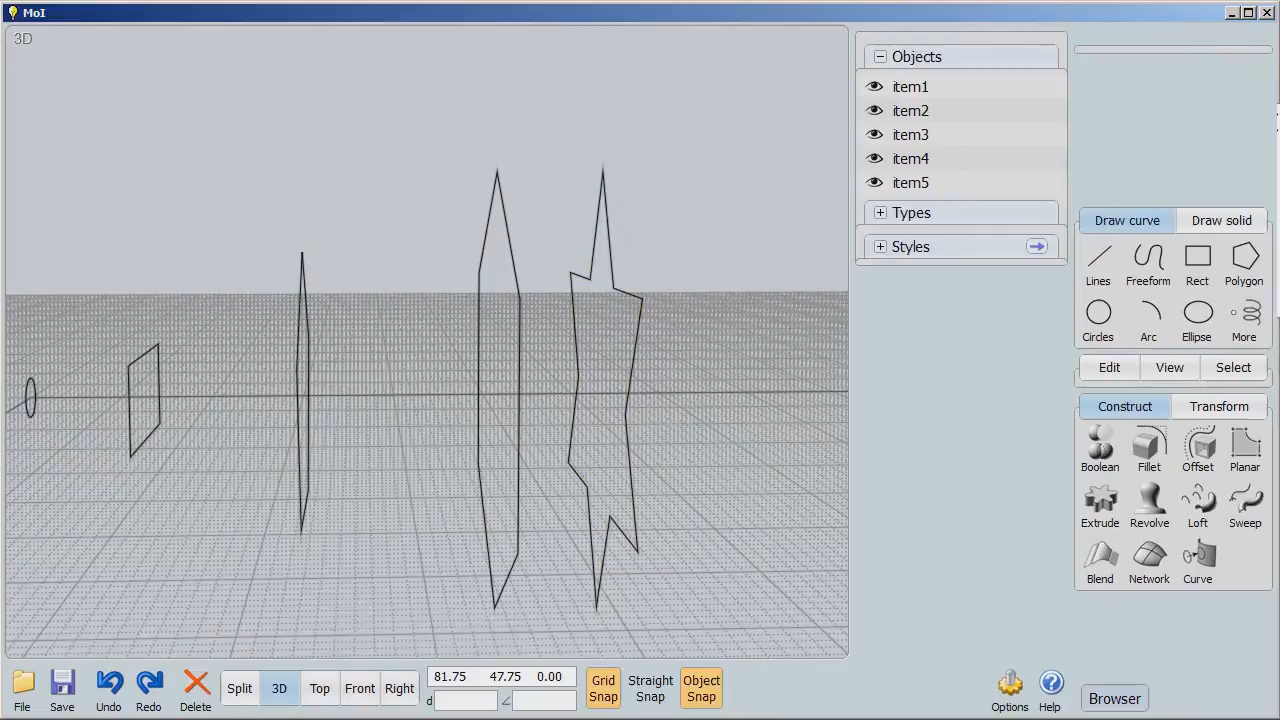 MoI
3D
Objects
item1
item2
item3
item4
item5
Types
Styles
Draw curve Draw solid
Lines Freeform Rect Polygon
Circles Arc Ellipse More
Edit View Select
Construct Transform
Boolean Fillet Offset Planar
Extrude Revolve Loft Sweep
Blend Network Curve
File Save Undo Redo Delete
Split 3D Top Front Right
81.75 47.75 0.00
d
Grid Snap
Straight Snap
Object Snap
Options Help
Browser